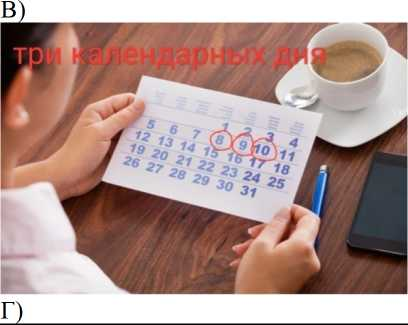 В)
три календарных дня
1 2 3 4
5 6 7 8 9 10 11
12 13 14 15 16 17 18
19 20 21 22 23 24 25
26 27 28 29 30 31
Г)